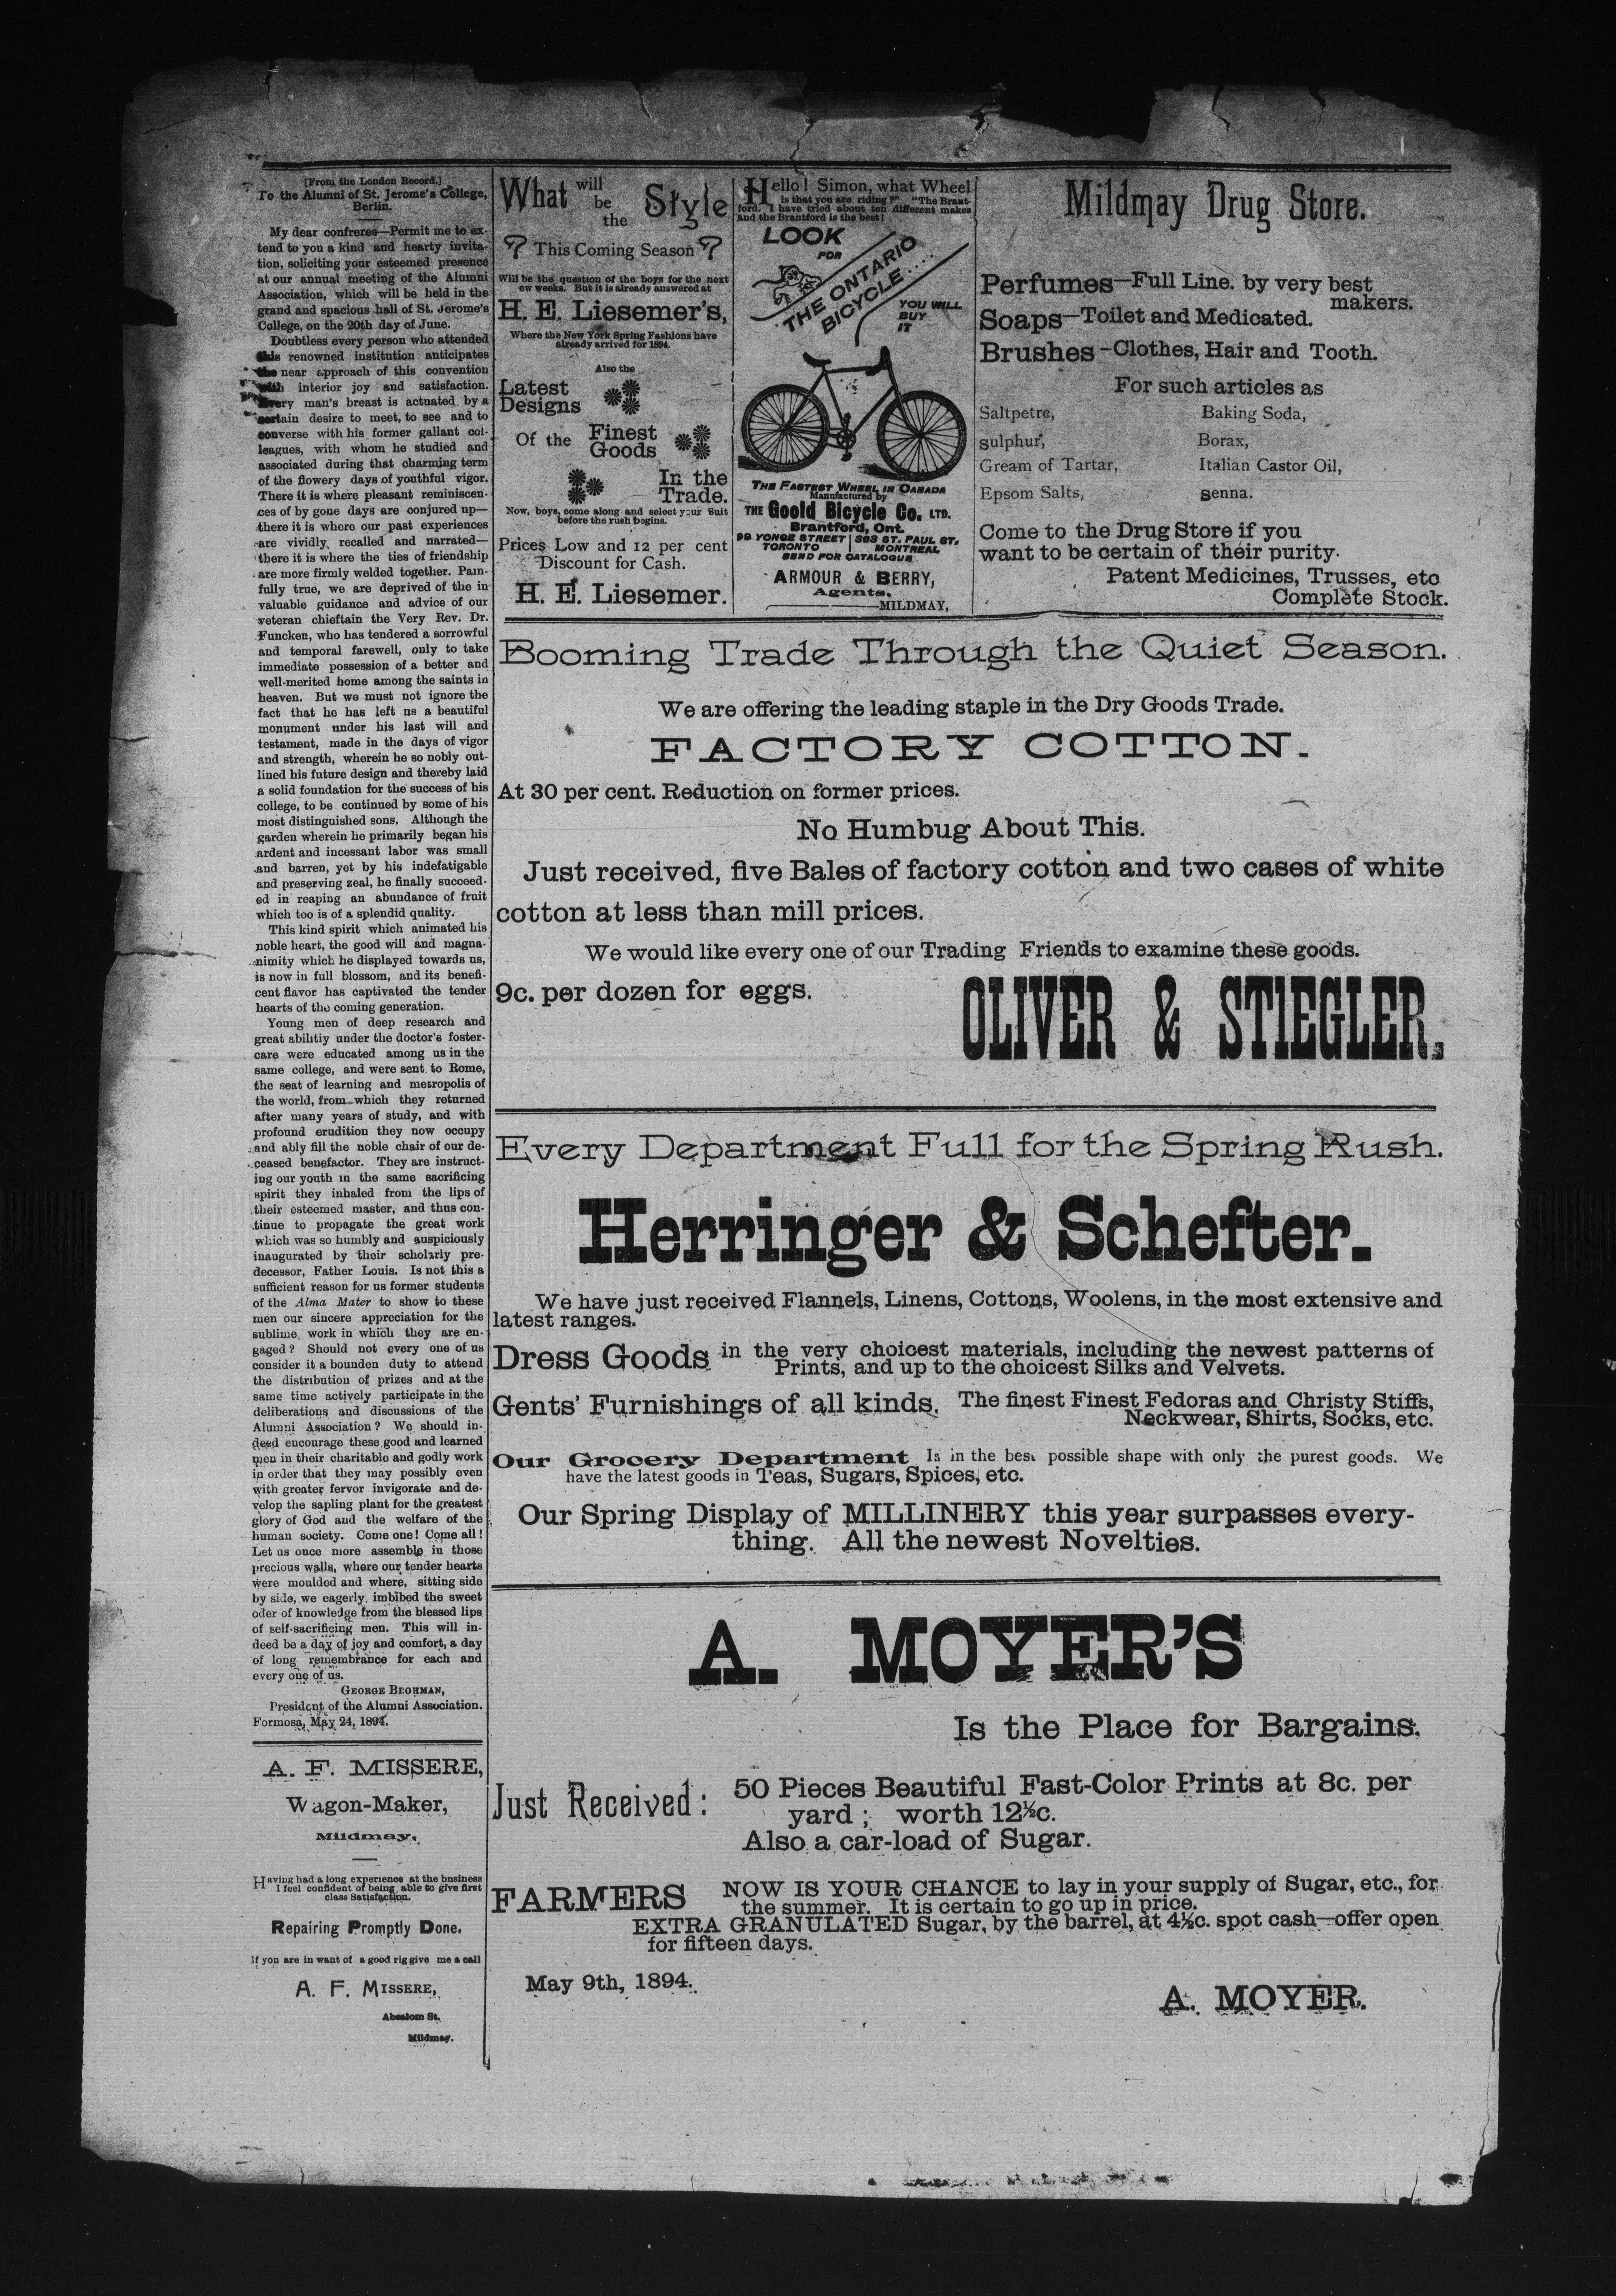 [From the London Record.]
To the Alumni of St. Jerome's College,
Berlin.
My dear confreres—Permit me to ex-
tend to you a kind and hearty invita-
tion, soliciting your esteemed presence
at our annual meeting of the Alumni
Association, which will be held in the
grand and spacious hall of St. Jerome's
College, on the 20th day of June.
Doubtless every person who attended
this renowned institution anticipates
the near approach of this convention
with interior joy and satisfaction.
Every man's breast is actuated by a
certain desire to meet, to see and to
converse with his former gallant col-
leagues, with whom he studied and
associated during that charming term
of the flowery days of youthful vigor.
There it is where pleasant reminiscen-
ces of by gone days are conjured up—
there it is where our past experiences
are vividly recalled and narrated—
there it is where the ties of friendship
are more firmly welded together. Pain-
fully true, we are deprived of the in
valuable guidance and advice of our
veteran chieftain the Very Rev. Dr.
Funcken, who has tendered a sorrowful
and temporal farewell, only to take
immediate possession of a better and
well-merited home among the saints in
heaven. But we must not ignore the
fact that he has left us a beautiful
monument under his last will and
testament, made in the days of vigor
and strength, wherein he so nobly out-
lined his future design and thereby laid
a solid foundation for the success of his
college, to be continued by some of his
most distinguished sons. Although the
garden wherein he primarily began his
ardent and incessant labor was small
and barren, yet by his indefatigable
and preserving zeal, he finally succeed-
ed in reaping an abundance of fruit
which too is of a splendid quality.
This kind spirit which animated his
noble heart, the good will and magna-
nimity which he displayed towards us,
is now in full blossom, and its benefi-
cent flavor has captivated the tender
hearts of the coming generation.
Young men of deep research and
great abilitiy under the doctor's foster-
care were educated among us in the
same college, and were sent to Rome,
the seat of learning and metropolis of
the world, from which they returned
after many years of study, and with
profound erudition they now occupy
and ably fill the noble chair of our de-
ceased benefactor. They are instruct-
ing our youth in the same sacrificing
spirit they inhaled from the lips of
their esteemed master, and thus con-
tinue to propagate the great work
which was so humbly and auspiciously
inaugurated by their scholarly pre-
decessor, Father Louis. Is not this a
sufficient reason for us former students
of the Alma Mater to show to these
men our sincere appreciation for the
sublime work in which they are en-
gaged? Should not every one of us
consider it a bounden duty to attend
the distribution of prizes and at the
same time actively participate in the
deliberations and discussions of the
Alumni Association? We should in-
deed encourage these good and learned
men in their charitable and godly work
in order that they may possibly even
with greater fervor invigorate and de-
velop the sapling plant for the greatest
glory of God and the welfare of the
human society. Come one! Come all!
Let us once more assemble in those
precious walls, where our tender hearts
were moulded and where, sitting side
by side, we eagerly imbibed the sweet
oder of knowledge from the blessed lips
of self-sacrificing men. This will in-
deed be a day of joy and comfort, a day
of long remembrance for each and
every one of us.
GEORGE BROHMAN,
President of the Alumni Association.
Formosa, May 24, 1894.
A. F. MISSERE,
Wagon-Maker,
Mildmay.
Having had a long experience at the business
I feel confident of being able to give first
class Satisfaction.
Repairing Promptly Done.
If you are in want of a good rig give me a call
A. F. MISSERE,
Absalom St.
Mildmay.
What will be the Style
? This Coming Season ?
Will be the question of the boys for the next
ew weeks. But it is already answered at
H. E. Liesemer's,
Where the New York Spring Fashions have
already arrived for 1894.
Also the
Latest
Designs
Of the Finest
Goods
In the
Trade.
Now, boys, come along and select your Suit
before the rush begins.
Prices Low and 12 per cent
Discount for Cash.
H. E. Liesemer.
Hello! Simon, what Wheel
is that you are riding?" "The Brant-
ford. I have tried about ten different makes
and the Brantford is the best!
LOOK
FOR
THE ONTARIO
BICYCLE.....
YOU WILL
BUY
IT
THE FASTEST WHEEL IN CANADA
Manufactured by
THE Goold Bicycle Co. LTD.
Brantford, Ont.
99 YONGE STREET | 363 ST. PAUL ST.
TORONTO | MONTREAL
SEND FOR CATALOGUE
ARMOUR & BERRY,
Agents,
MILDMAY,
Mildmay Drug Store.
Perfumes—Full Line. by very best
makers.
Soaps—Toilet and Medicated.
Brushes-Clothes, Hair and Tooth.
For such articles as
Saltpetre, Baking Soda,
sulphur, Borax,
Gream of Tartar, Italian Castor Oil,
Epsom Salts, senna.
Come to the Drug Store if you
want to be certain of their purity.
Patent Medicines, Trusses, etc
Complete Stock.
Booming Trade Through the Quiet Season.
We are offering the leading staple in the Dry Goods Trade.
FACTORY COTTON.
At 30 per cent. Reduction on former prices.
No Humbug About This.
Just received, five Bales of factory cotton and two cases of white
cotton at less than mill prices.
We would like every one of our Trading Friends to examine these goods.
9c. per dozen for eggs.
OLIVER & STIEGLER.
Every Department Full for the Spring Rush.
Herringer & Schefter.
We have just received Flannels, Linens, Cottons, Woolens, in the most extensive and
latest ranges.
Dress Goods in the very choicest materials, including the newest patterns of
Prints, and up to the choicest Silks and Velvets.
Gents' Furnishings of all kinds. The finest Finest Fedoras and Christy Stiffs,
Neckwear, Shirts, Socks, etc.
Our Grocery Department Is in the best possible shape with only the purest goods. We
have the latest goods in Teas, Sugars, Spices, etc.
Our Spring Display of MILLINERY this year surpasses every-
thing. All the newest Novelties.
A. MOYER'S
Is the Place for Bargains.
Just Received: 50 Pieces Beautiful Fast-Color Prints at 8c. per
yard; worth 12½c.
Also a car-load of Sugar.
FARMERS NOW IS YOUR CHANCE to lay in your supply of Sugar, etc., for
the summer. It is certain to go up in price.
EXTRA GRANULATED Sugar, by the barrel, at 4½c. spot cash—offer open
for fifteen days.
May 9th, 1894.
A. MOYER.